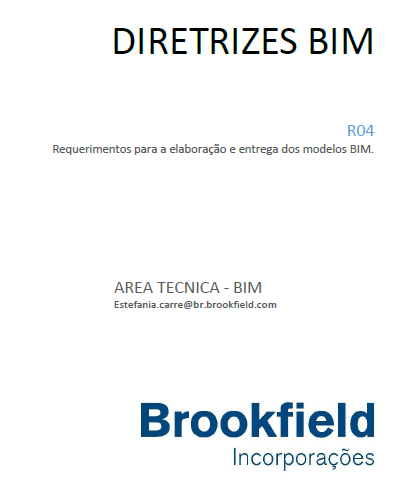 DIRETRIZES BIM
R04
Requerimentos para a elaboração e entrega dos modelos BIM.
AREA TECNICA - BIM
Estefania.carre@br.brookfield.com
Brookfield
Incorporações